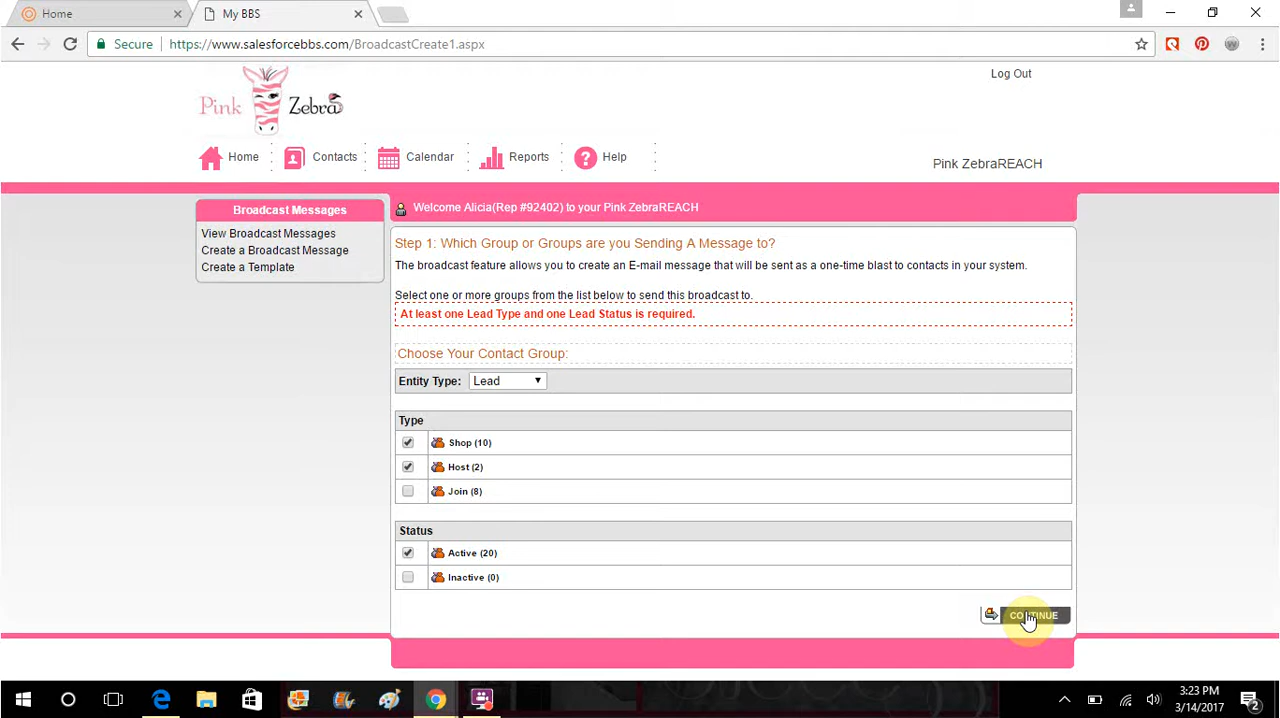 Home
My BBS
Secure
https://www.salesforcebbs.com/BroadcastCreate1.aspx
Pink Zebra
Log Out
Home
Contacts
Calendar
Reports
Help
Pink ZebraREACH
Broadcast Messages
View Broadcast Messages
Create a Broadcast Message
Create a Template
Welcome Alicia(Rep #92402) to your Pink ZebraREACH
Step 1: Which Group or Groups are you Sending A Message to?
The broadcast feature allows you to create an E-mail message that will be sent as a one-time blast to contacts in your system.
Select one or more groups from the list below to send this broadcast to.
At least one Lead Type and one Lead Status is required.
Choose Your Contact Group:
Entity Type: Lead
Type
Shop (10)
Host (2)
Join (8)
Status
Active (20)
Inactive (0)
CONTINUE
3:23 PM
3/14/2017
2